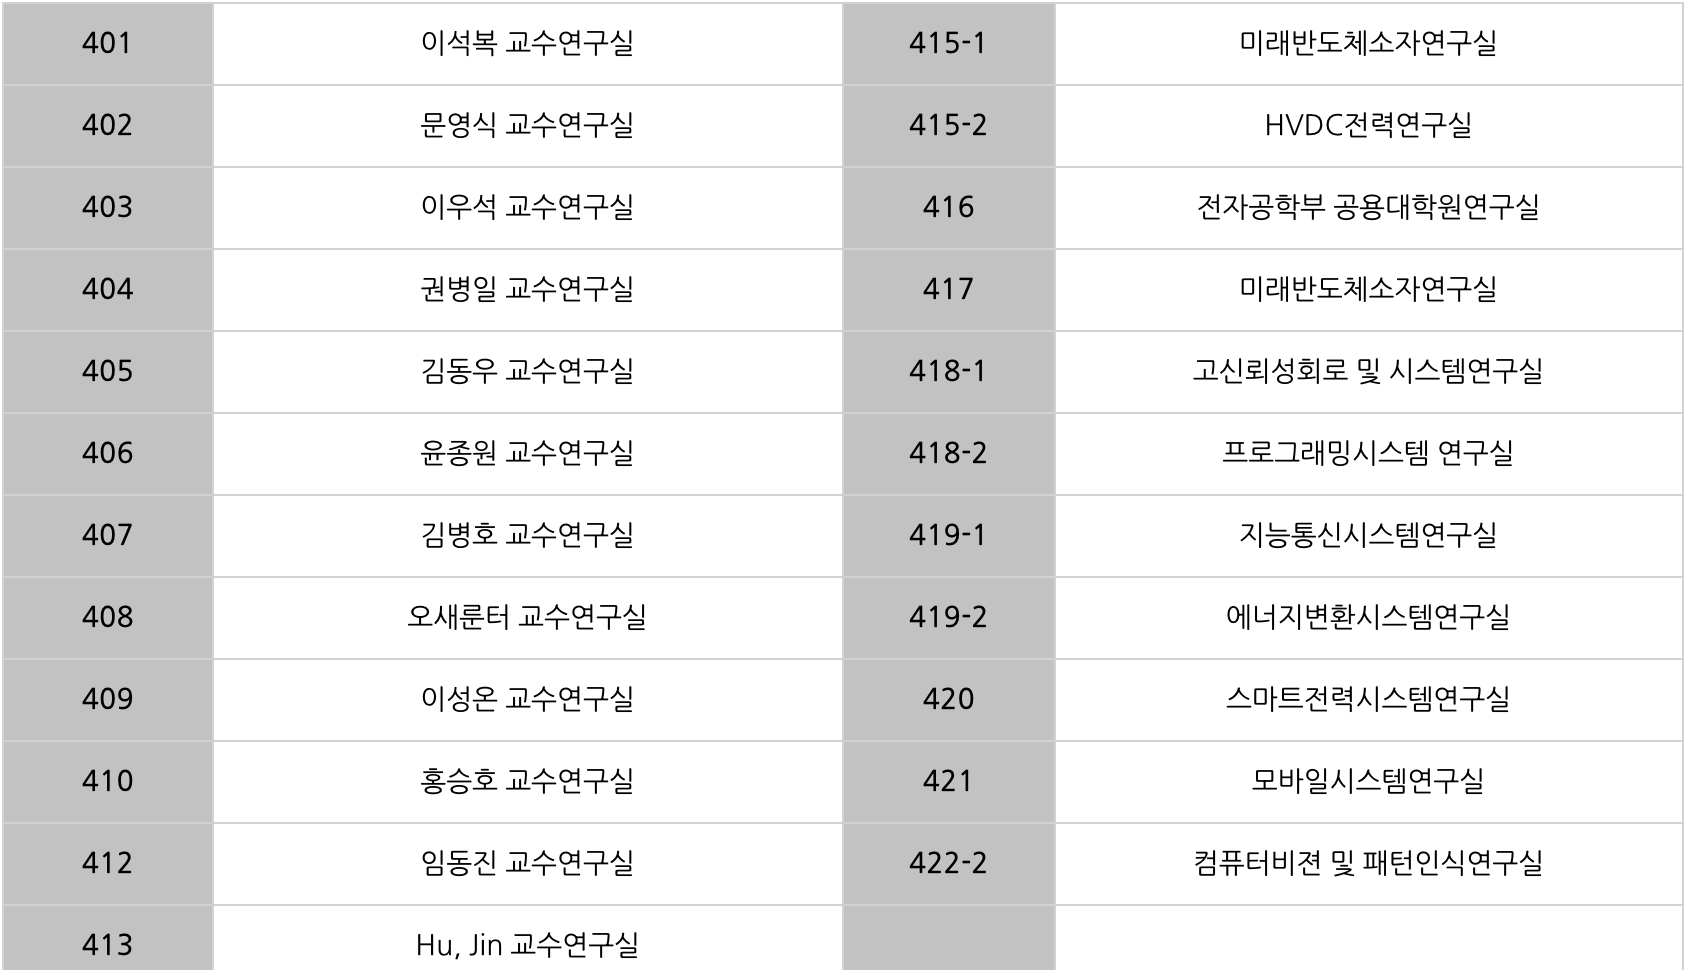 401 이석복 교수연구실 415-1 미래반도체소자연구실
402 문영식 교수연구실 415-2 HVDC전력연구실
403 이우석 교수연구실 416 전자공학부 공용대학원연구실
404 권병일 교수연구실 417 미래반도체소자연구실
405 김동우 교수연구실 418-1 고신뢰성회로 및 시스템연구실
406 윤종원 교수연구실 418-2 프로그래밍시스템 연구실
407 김병호 교수연구실 419-1 지능통신시스템연구실
408 오새룬터 교수연구실 419-2 에너지변환시스템연구실
409 이성온 교수연구실 420 스마트전력시스템연구실
410 홍승호 교수연구실 421 모바일시스템연구실
412 임동진 교수연구실 422-2 컴퓨터비젼 및 패턴인식연구실
413 Hu, Jin 교수연구실